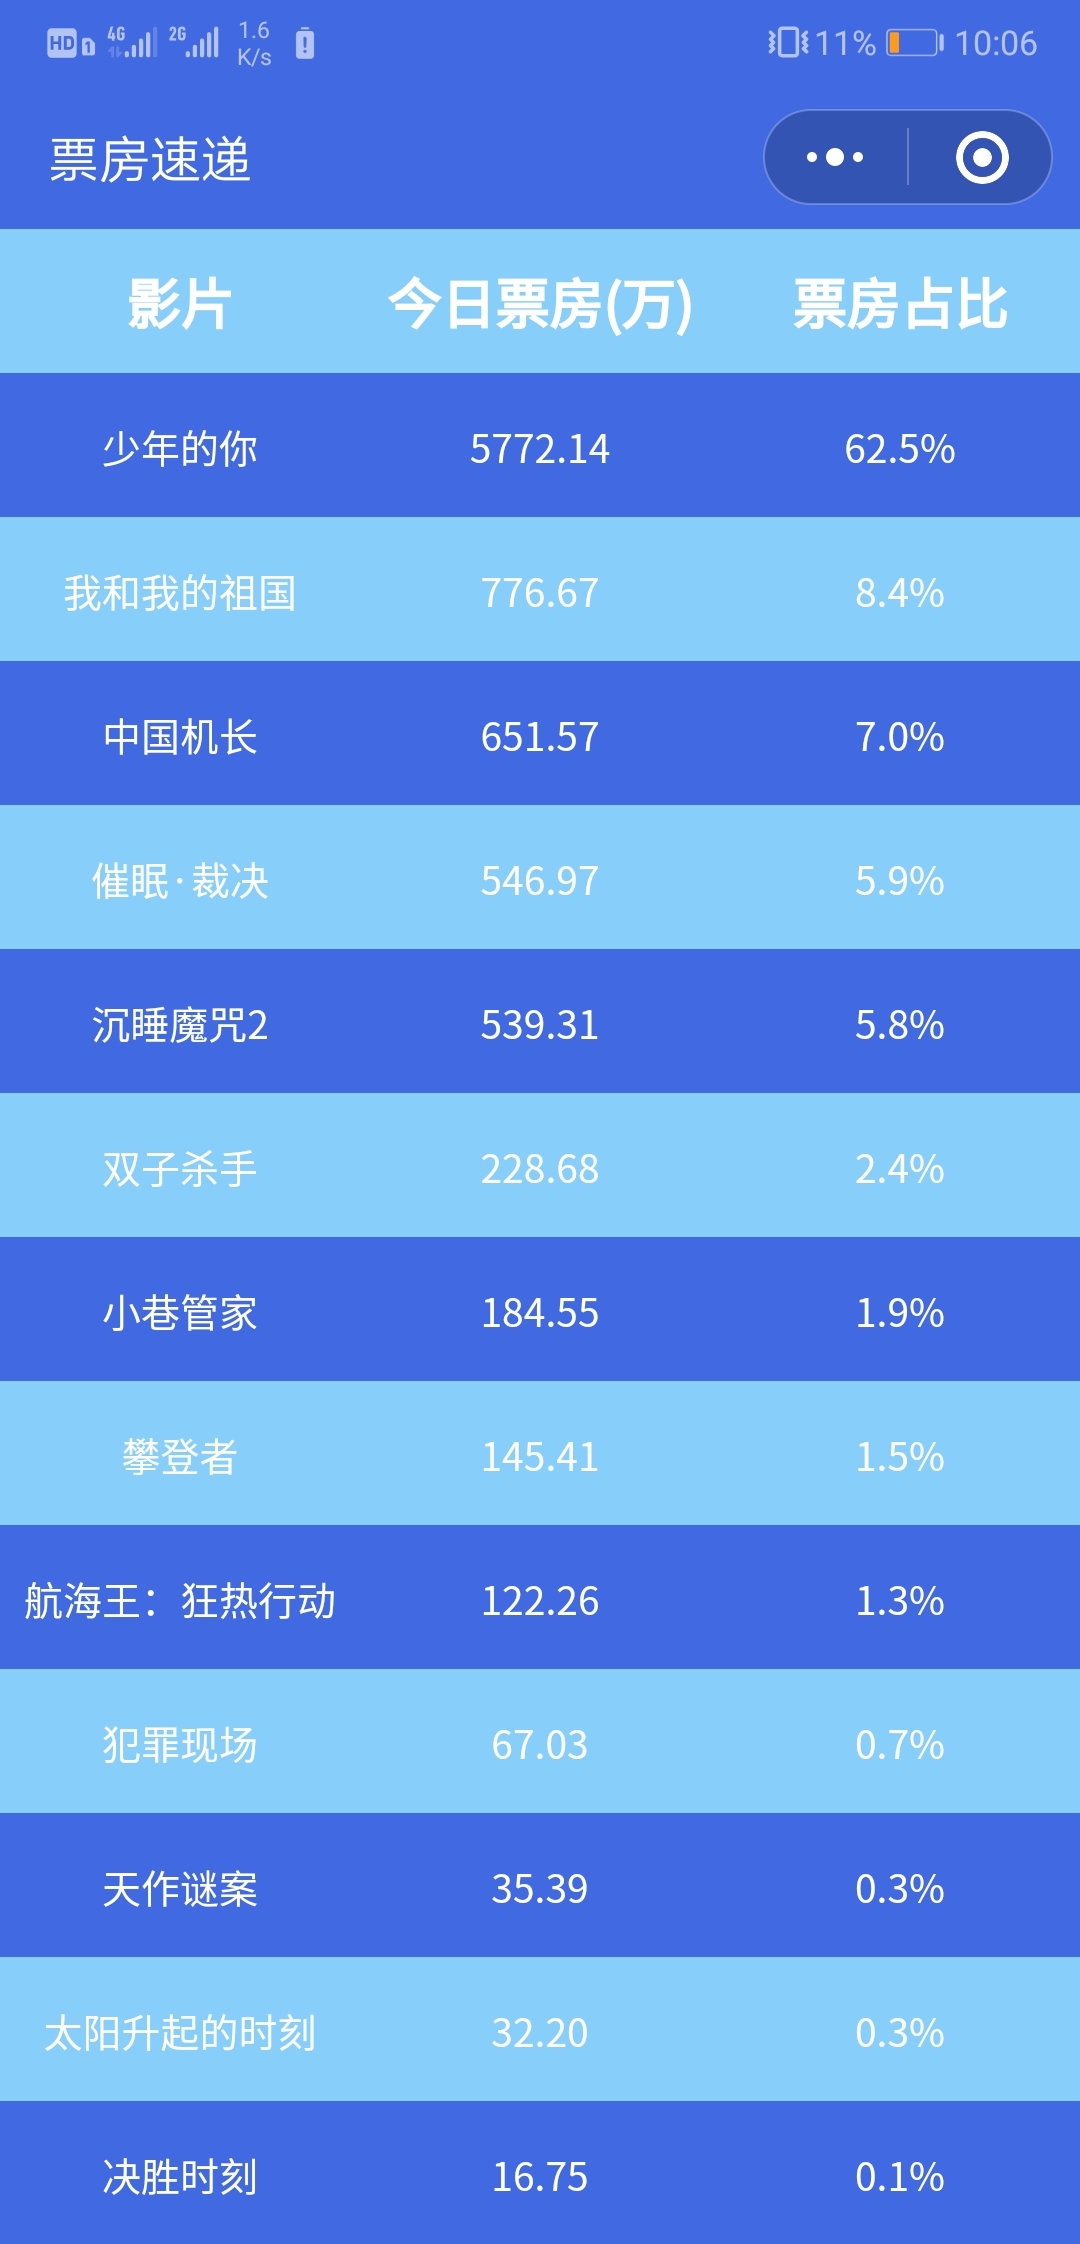 HD 1 4G 2G 1.6 K/s 11% 10:06
票房速递
影片 今日票房(万) 票房占比
少年的你 5772.14 62.5%
我和我的祖国 776.67 8.4%
中国机长 651.57 7.0%
催眠·裁决 546.97 5.9%
沉睡魔咒2 539.31 5.8%
双子杀手 228.68 2.4%
小巷管家 184.55 1.9%
攀登者 145.41 1.5%
航海王：狂热行动 122.26 1.3%
犯罪现场 67.03 0.7%
天作谜案 35.39 0.3%
太阳升起的时刻 32.20 0.3%
决胜时刻 16.75 0.1%